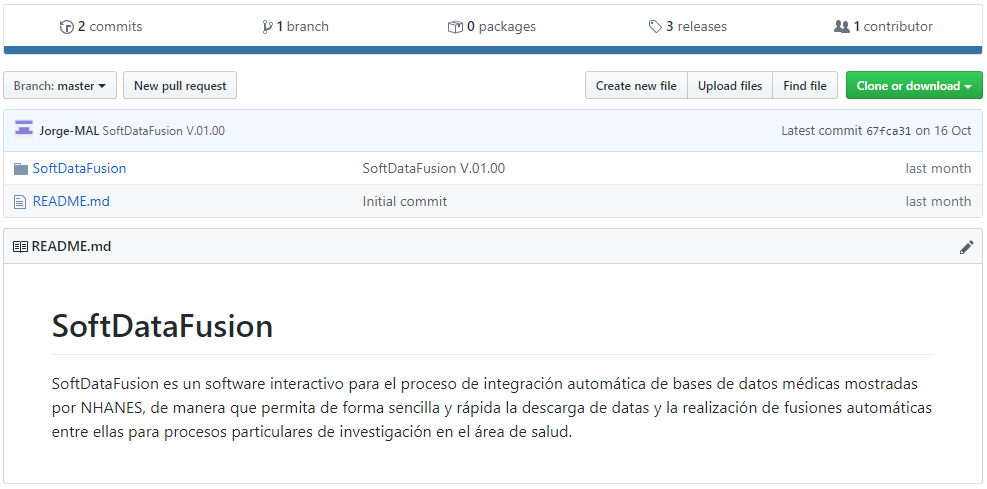 2 commits 1 branch 0 packages 3 releases 1 contributor
Branch: master New pull request Create new file Upload files Find file Clone or download
Jorge-MAL SoftDataFusion V.01.00 Latest commit 67fca31 on 16 Oct
SoftDataFusion SoftDataFusion V.01.00 last month
README.md Initial commit last month
README.md
SoftDataFusion
SoftDataFusion es un software interactivo para el proceso de integración automática de bases de datos médicas mostradas
por NHANES, de manera que permita de forma sencilla y rápida la descarga de datas y la realización de fusiones automáticas
entre ellas para procesos particulares de investigación en el área de salud.